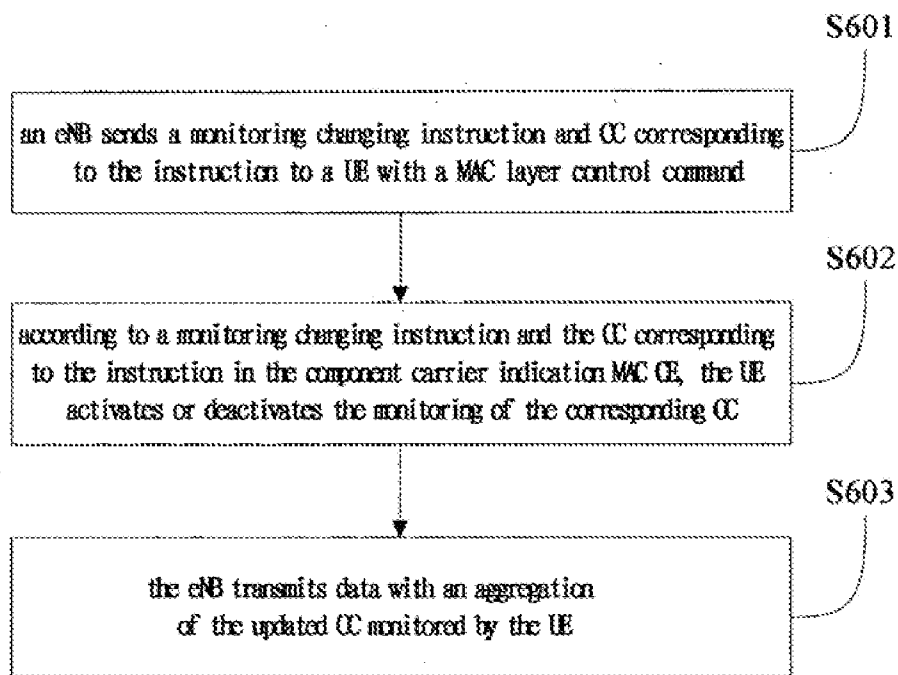 S601
an eNB sends a monitoring changing instruction and CC corresponding
to the instruction to a UE with a MAC layer control command
S602
according to a monitoring changing instruction and the CC corresponding
to the instruction in the component carrier indication MAC CE, the UE
activates or deactivates the monitoring of the corresponding CC
S603
the eNB transmits data with an aggregation
of the updated CC monitored by the UE